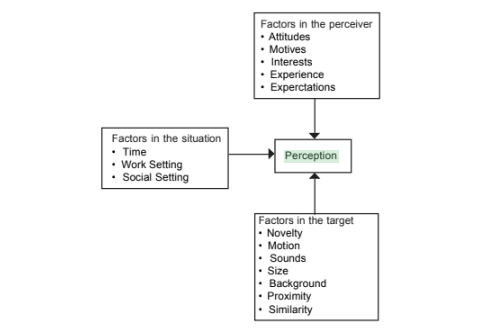 Factors in the perceiver
• Attitudes
• Motives
• Interests
• Experience
• Experctations
Factors in the situation
• Time
• Work Setting
• Social Setting
Perception
Factors in the target
• Novelty
• Motion
• Sounds
• Size
• Background
• Proximity
• Similarity